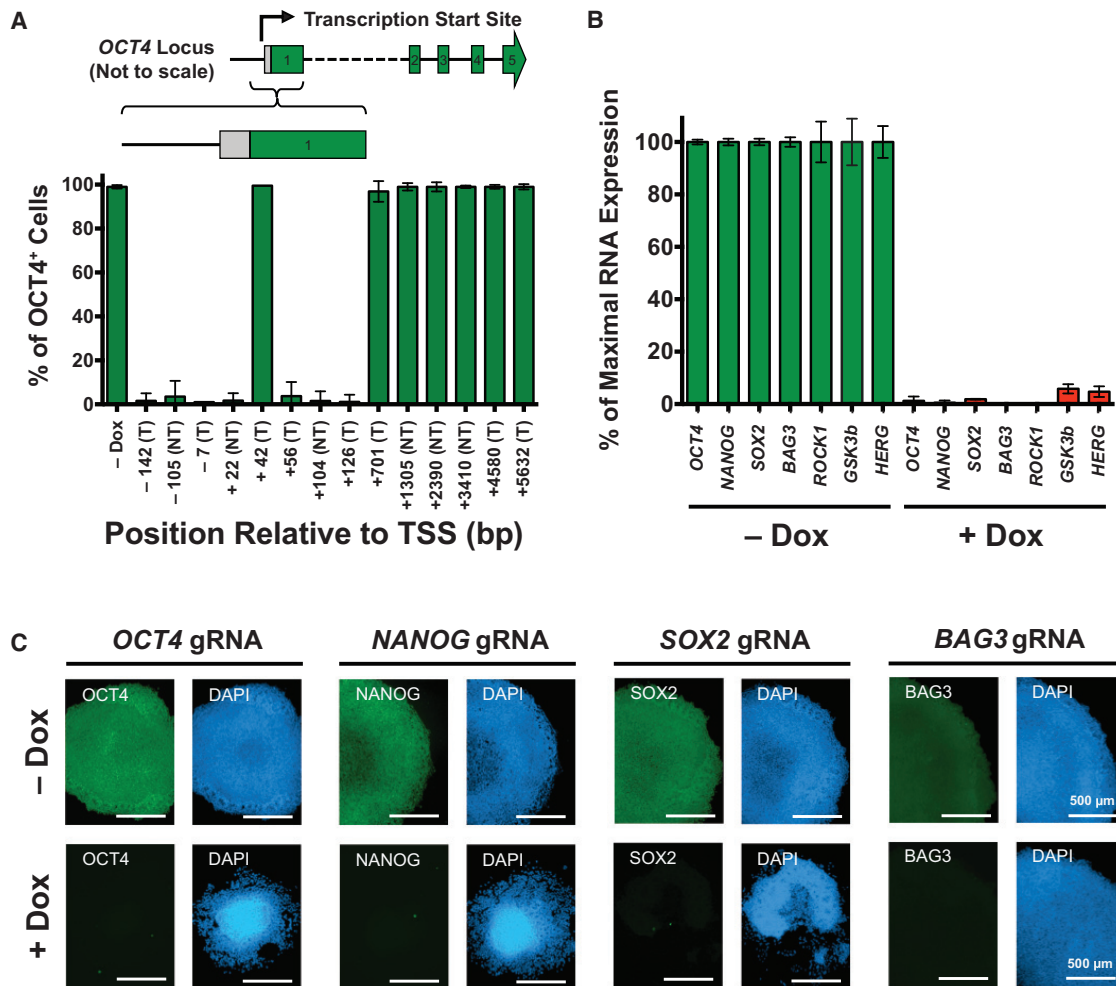 A
Transcription Start Site
OCT4 Locus
(Not to scale)
1
2
3
4
5
1
% of OCT4+ Cells
100
80
60
40
20
0
– Dox
– 142 (T)
– 105 (NT)
– 7 (T)
+ 22 (NT)
+ 42 (T)
+56 (T)
+104 (NT)
+126 (T)
+701 (T)
+1305 (NT)
+2390 (NT)
+3410 (NT)
+4580 (T)
+5632 (T)
Position Relative to TSS (bp)
B
% of Maximal RNA Expression
100
80
60
40
20
0
OCT4
NANOG
SOX2
BAG3
ROCK1
GSK3b
HERG
OCT4
NANOG
SOX2
BAG3
ROCK1
GSK3b
HERG
– Dox
+ Dox
C
OCT4 gRNA
NANOG gRNA
SOX2 gRNA
BAG3 gRNA
– Dox
OCT4
DAPI
NANOG
DAPI
SOX2
DAPI
BAG3
DAPI
500 µm
+ Dox
OCT4
DAPI
NANOG
DAPI
SOX2
DAPI
BAG3
DAPI
500 µm